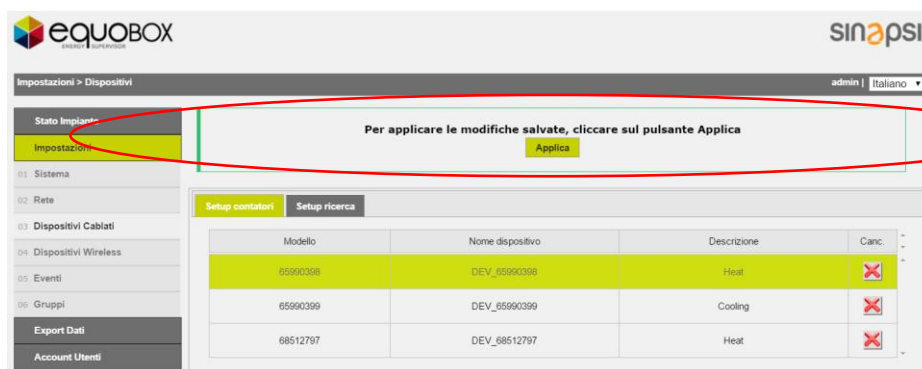 eQUOBOX
ENERGY SUPERVISOR
sinapsi
Impostazioni > Dispositivi
admin | Italiano
Stato Impianto
Per applicare le modifiche salvate, cliccare sul pulsante Applica
Impostazioni
Applica
01 Sistema
02 Rete
Setup contatori Setup ricerca
03 Dispositivi Cablati
Modello Nome dispositivo Descrizione Canc.
04 Dispositivi Wireless
65990398 DEV_65990398 Heat
05 Eventi
06 Gruppi
65990399 DEV_65990399 Cooling
Export Dati
68512797 DEV_68512797 Heat
Account Utenti